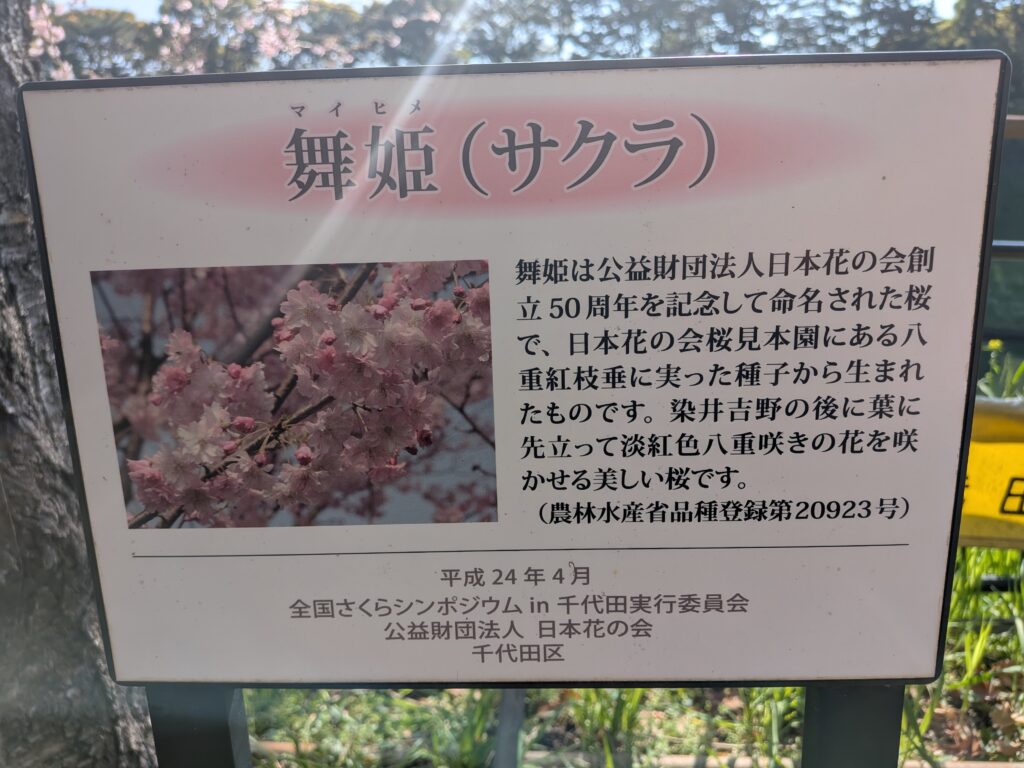 マイヒメ
舞姫(サクラ)
舞姫は公益財団法人日本花の会創
立50周年を記念して命名された桜
で、日本花の会桜見本園にある八
重紅枝垂に実った種子から生まれ
たものです。染井吉野の後に葉に
先立って淡紅色八重咲きの花を咲
かせる美しい桜です。
(農林水産省品種登録第20923号)
平成24年4月
全国さくらシンポジウムin千代田実行委員会
公益財団法人 日本花の会
千代田区
田